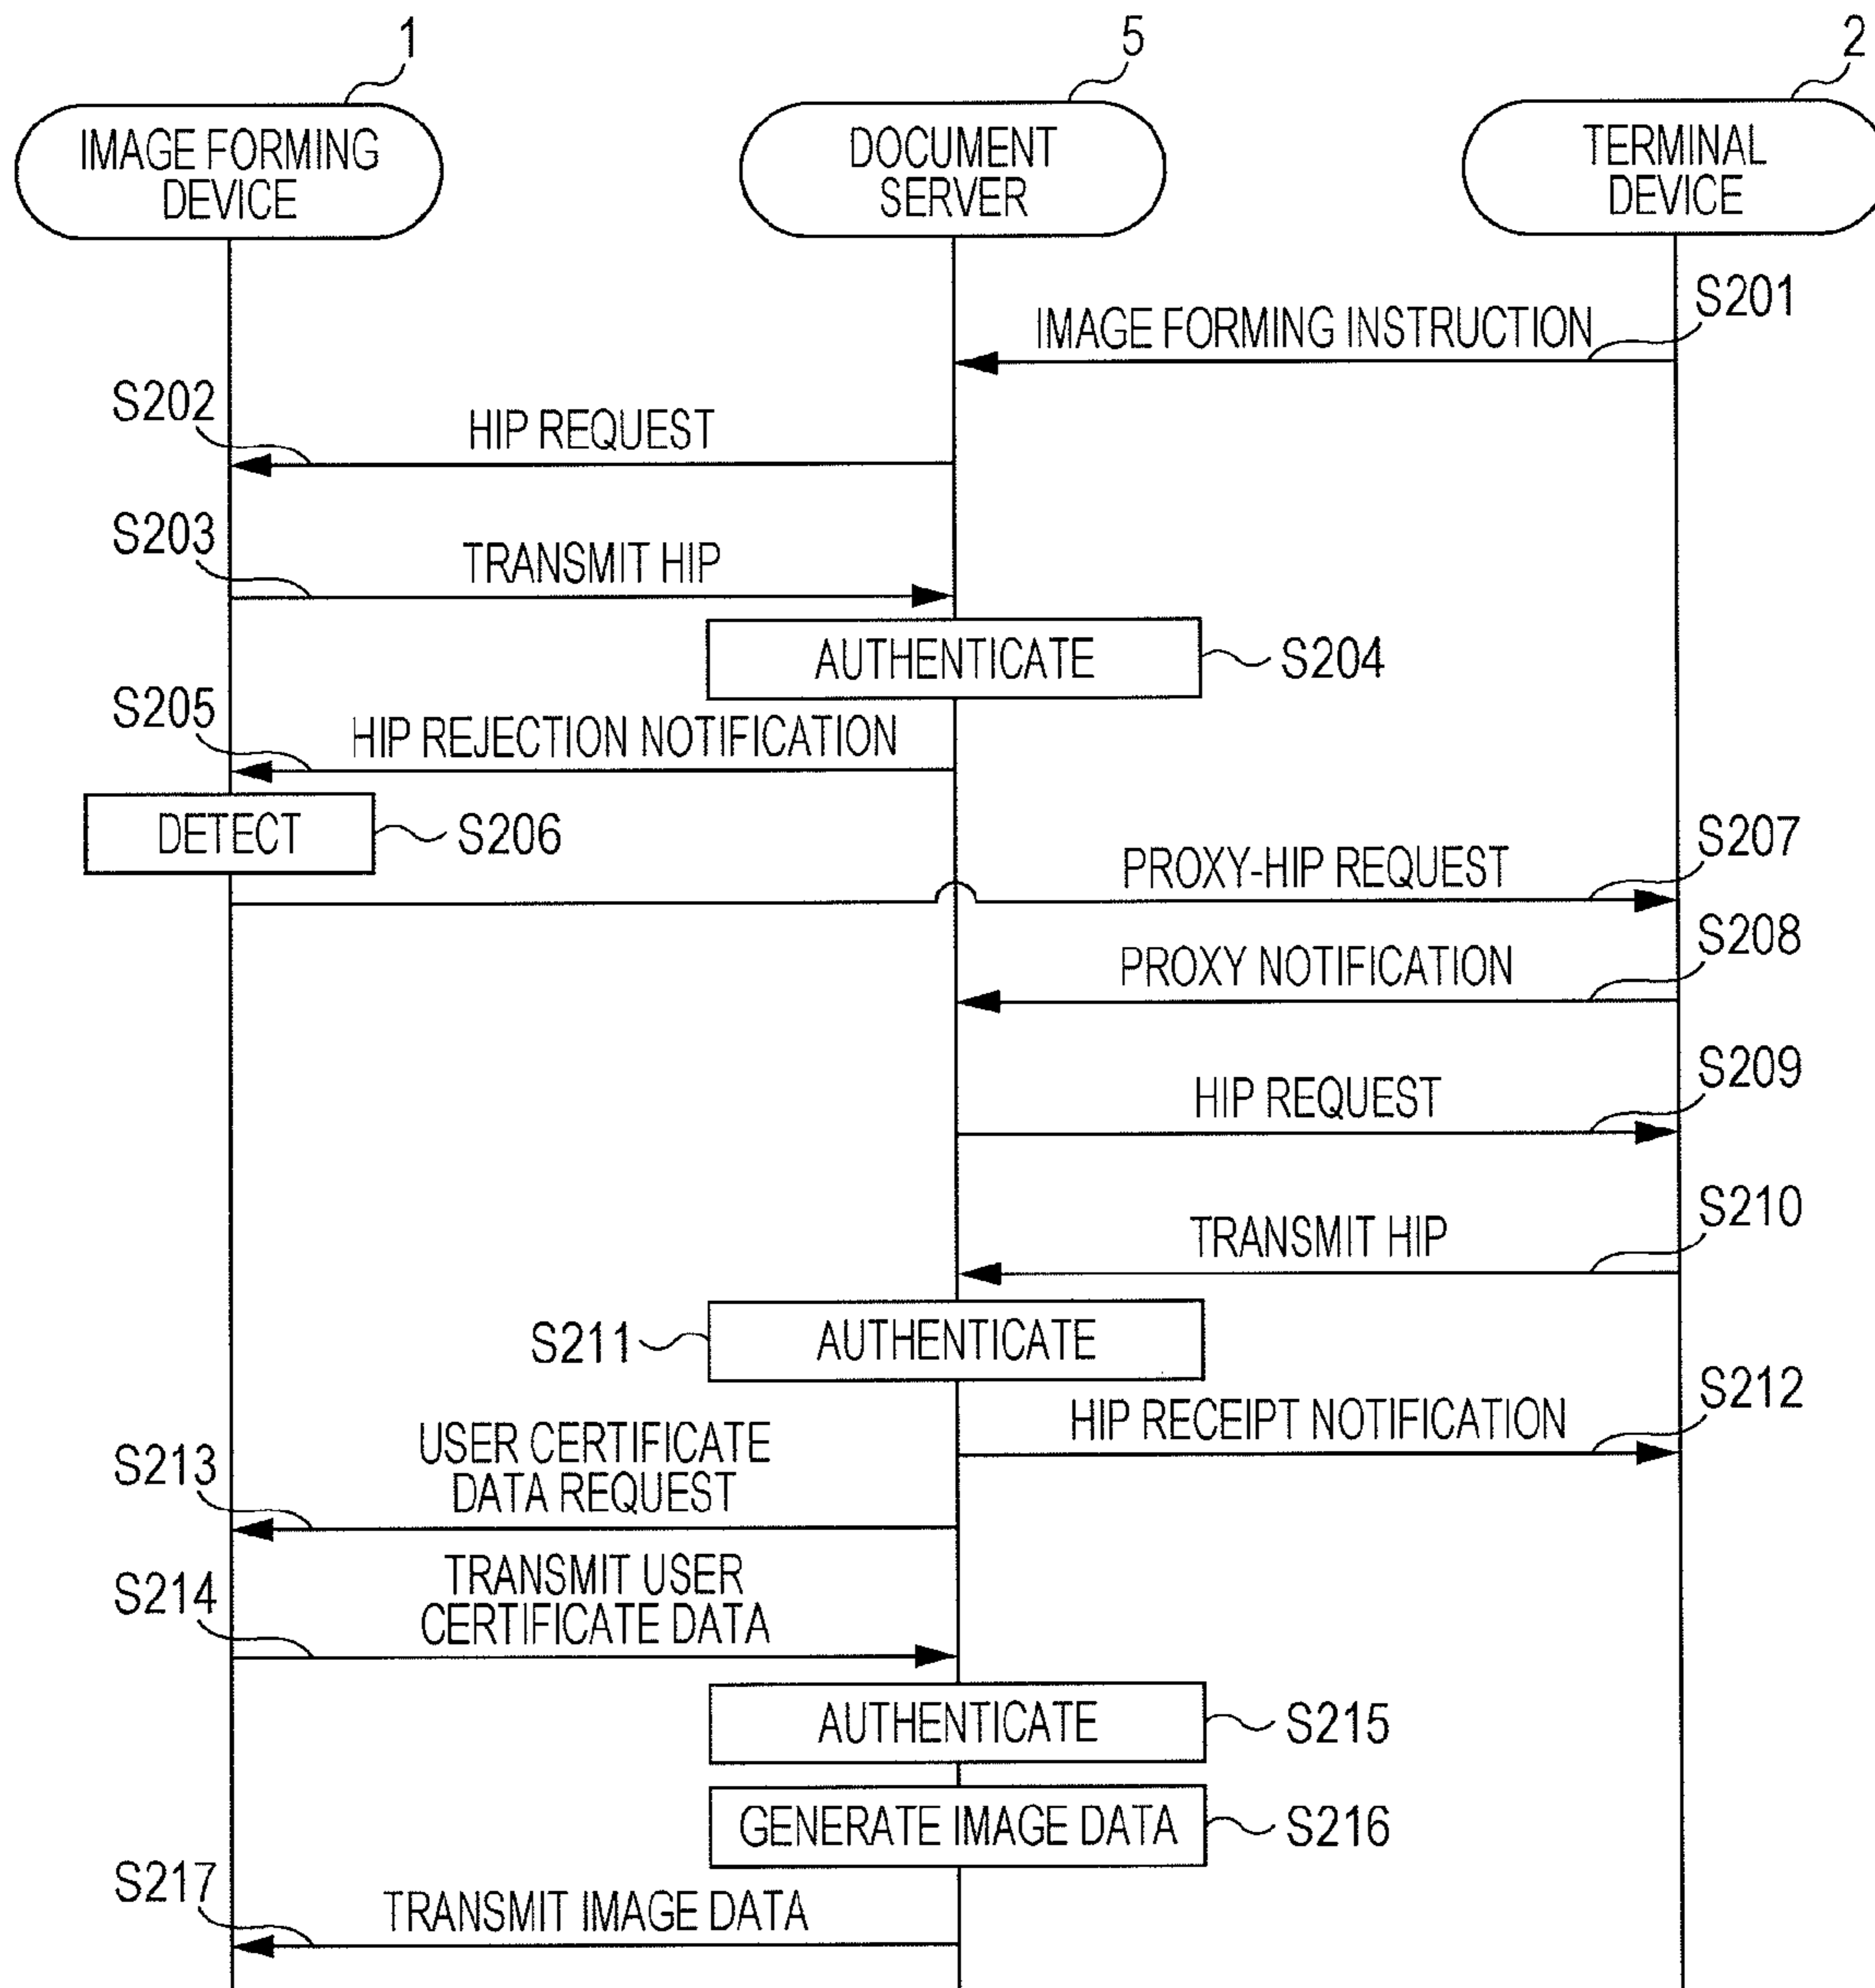 1
5
2
IMAGE FORMING
DEVICE
DOCUMENT
SERVER
TERMINAL
DEVICE
S201
IMAGE FORMING INSTRUCTION
S202
HIP REQUEST
S203
TRANSMIT HIP
AUTHENTICATE
S204
S205
HIP REJECTION NOTIFICATION
DETECT
S206
S207
PROXY-HIP REQUEST
S208
PROXY NOTIFICATION
S209
HIP REQUEST
S210
TRANSMIT HIP
S211
AUTHENTICATE
S212
HIP RECEIPT NOTIFICATION
S213
USER CERTIFICATE
DATA REQUEST
S214
TRANSMIT USER
CERTIFICATE DATA
AUTHENTICATE
S215
GENERATE IMAGE DATA
S216
S217
TRANSMIT IMAGE DATA